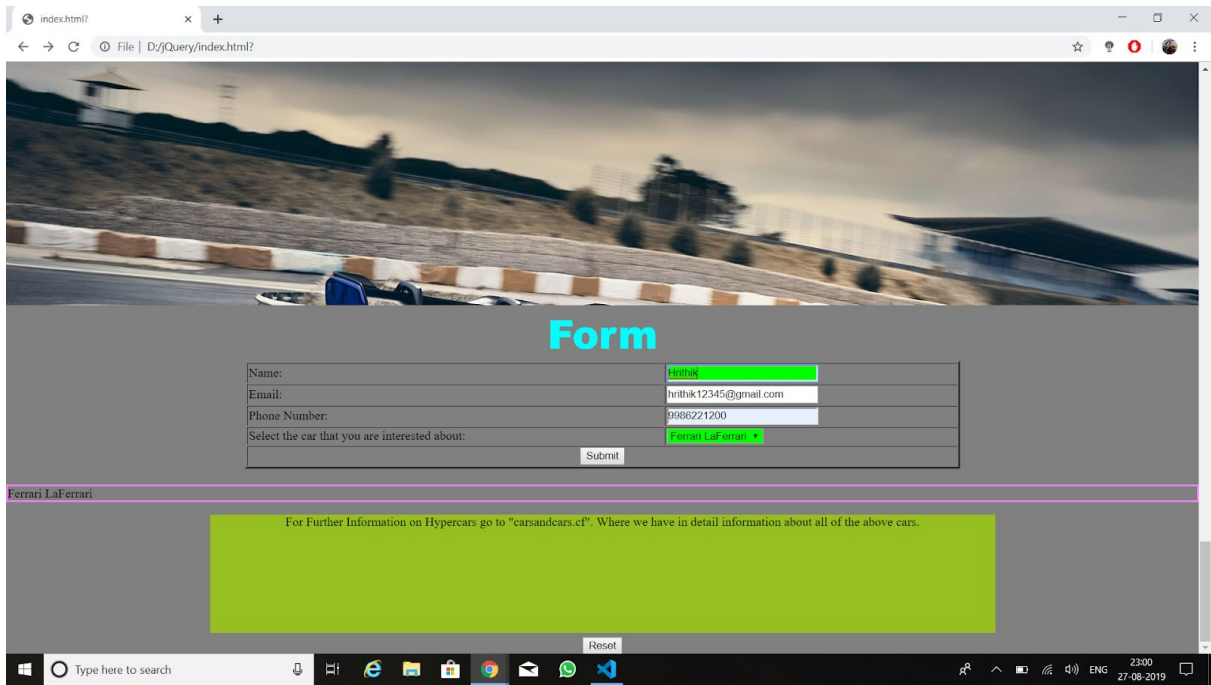 index.html?
File | D:/jQuery/index.html?
Form
Name: Hrithik
Email: hrithik12345@gmail.com
Phone Number: 9986221200
Select the car that you are interested about: Ferrari LaFerrari
Submit
Ferrari LaFerrari
For Further Information on Hypercars go to "carsandcars.cf". Where we have in detail information about all of the above cars.
Reset
Type here to search
ENG
23:00
27-08-2019